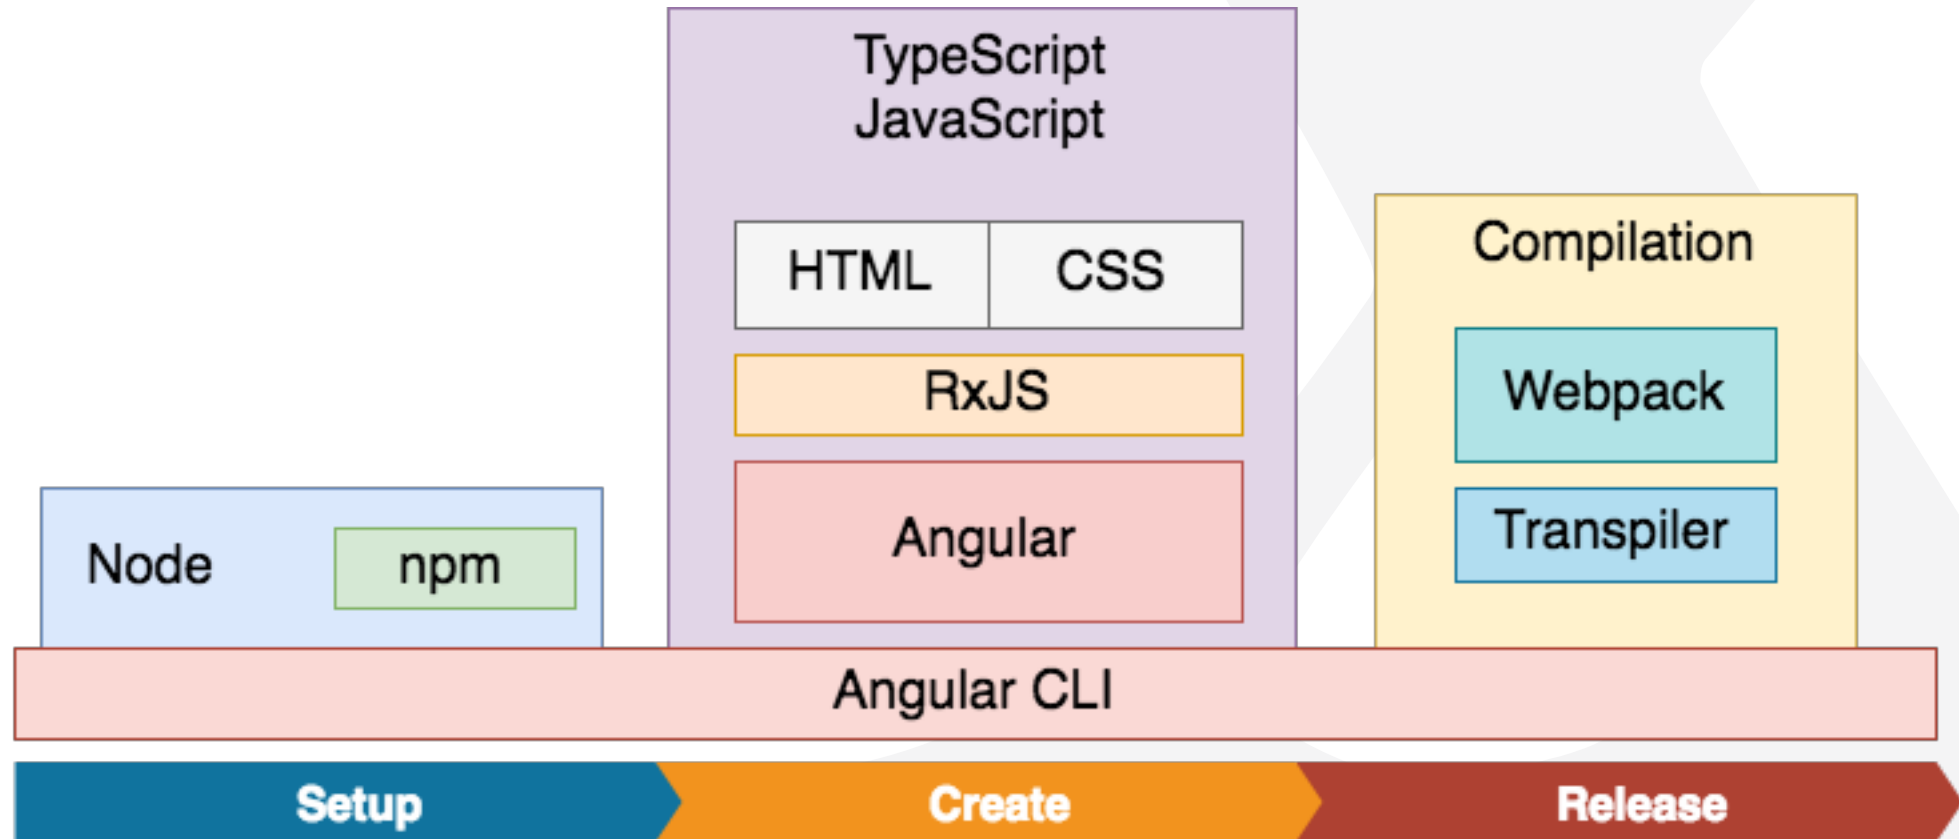 TypeScript
JavaScript
HTML
CSS
RxJS
Angular
Node
npm
Compilation
Webpack
Transpiler
Angular CLI
Setup
Create
Release